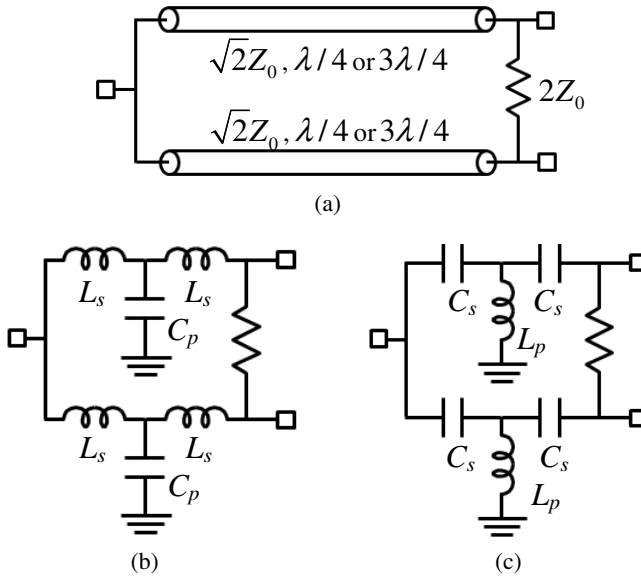 √2Z₀, λ/4 or 3λ/4
2Z₀
√2Z₀, λ/4 or 3λ/4
(a)
Lₛ Lₛ
Cₚ
Lₛ Lₛ
Cₚ
(b)
Cₛ Cₛ
Lₚ
Cₛ Cₛ
Lₚ
(c)